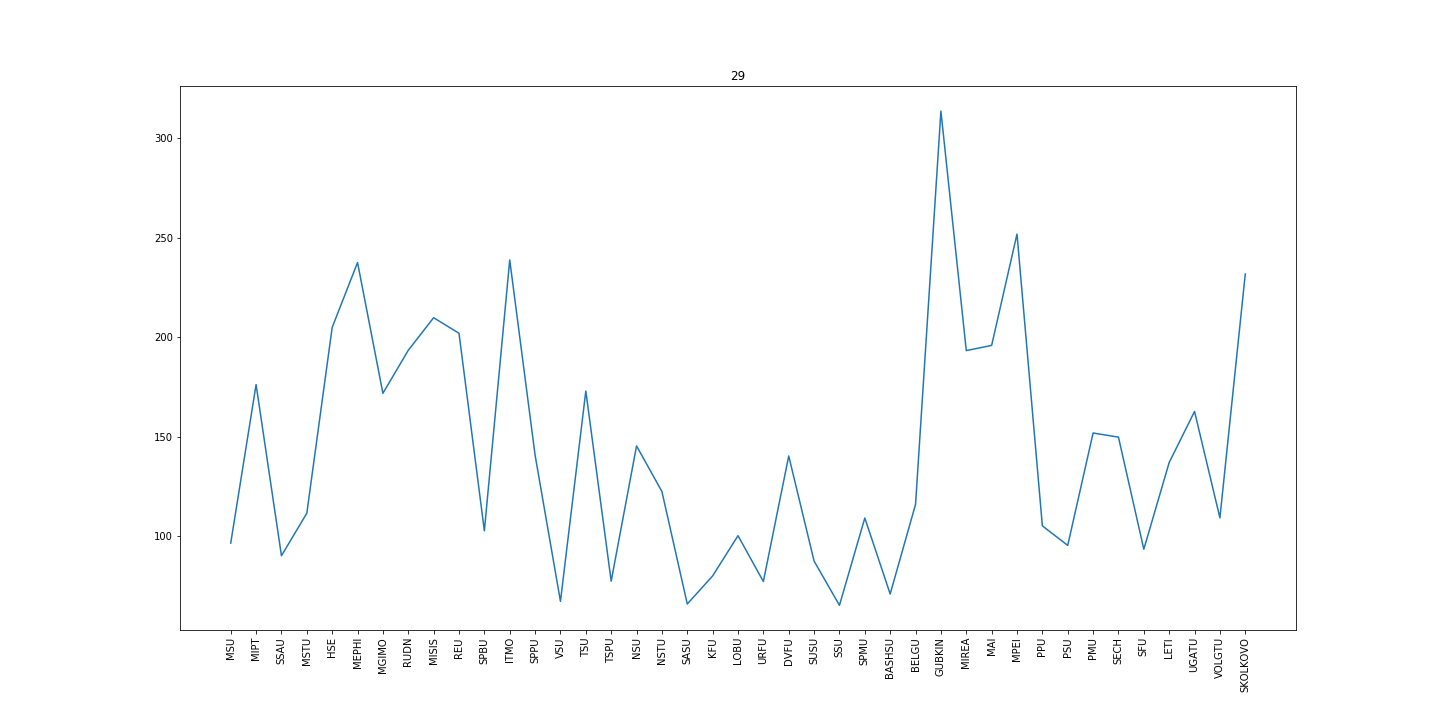 29
300
250
200
150
100
MSU
MIPT
SSAU
MSTU
HSE
MEPHI
MGIMO
RUDN
MISIS
REU
SPBU
ITMO
SPPU
VSU
TSU
TSPU
NSU
NSTU
SASU
KFU
LOBU
URFU
DVFU
SUSU
SSU
SPMU
BASHSU
BELGU
GUBKIN
MIREA
MAI
MPEI
PPU
PSU
PMU
SECH
SFU
LETI
UGATU
VOLGTU
SKOLKOVO